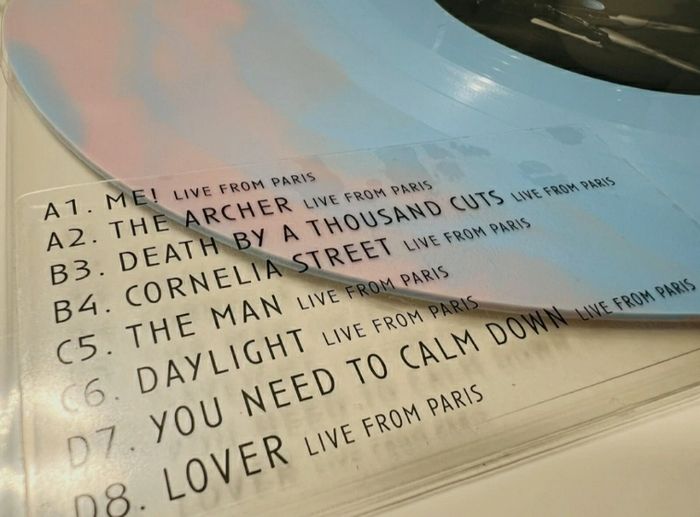 A1. ME! LIVE FROM PARIS
A2. THE ARCHER LIVE FROM PARIS
B3. DEATH BY A THOUSAND CUTS LIVE FROM PARIS
B4. CORNELIA STREET LIVE FROM PARIS
C5. THE MAN LIVE FROM PARIS
C6. DAYLIGHT LIVE FROM PARIS
D7. YOU NEED TO CALM DOWN LIVE FROM PARIS
D8. LOVER LIVE FROM PARIS